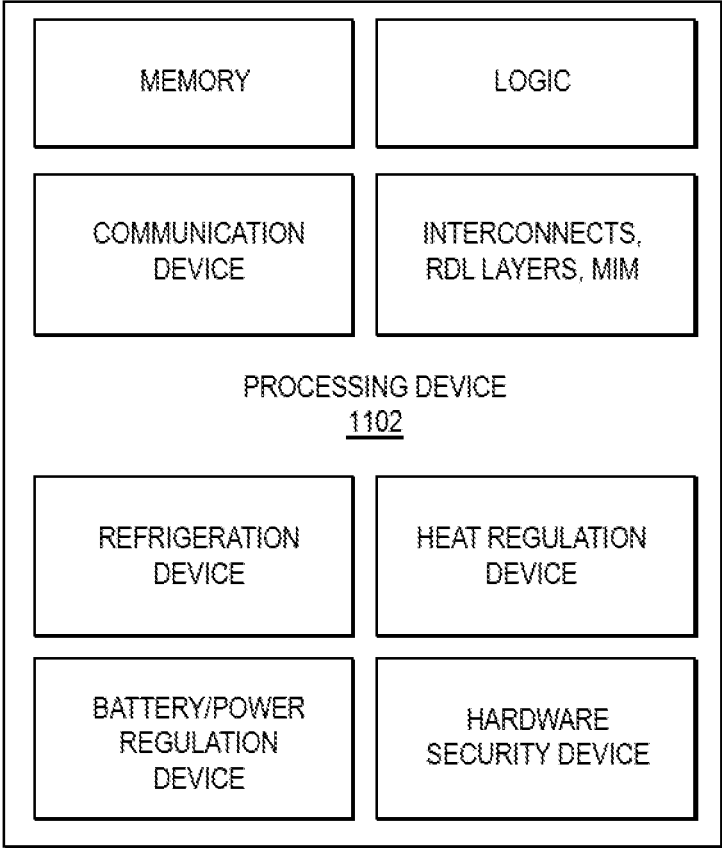 MEMORY
LOGIC
COMMUNICATION
DEVICE
INTERCONNECTS,
RDL LAYERS, MIM
PROCESSING DEVICE
1102
REFRIGERATION
DEVICE
HEAT REGULATION
DEVICE
BATTERY/POWER
REGULATION
DEVICE
HARDWARE
SECURITY DEVICE